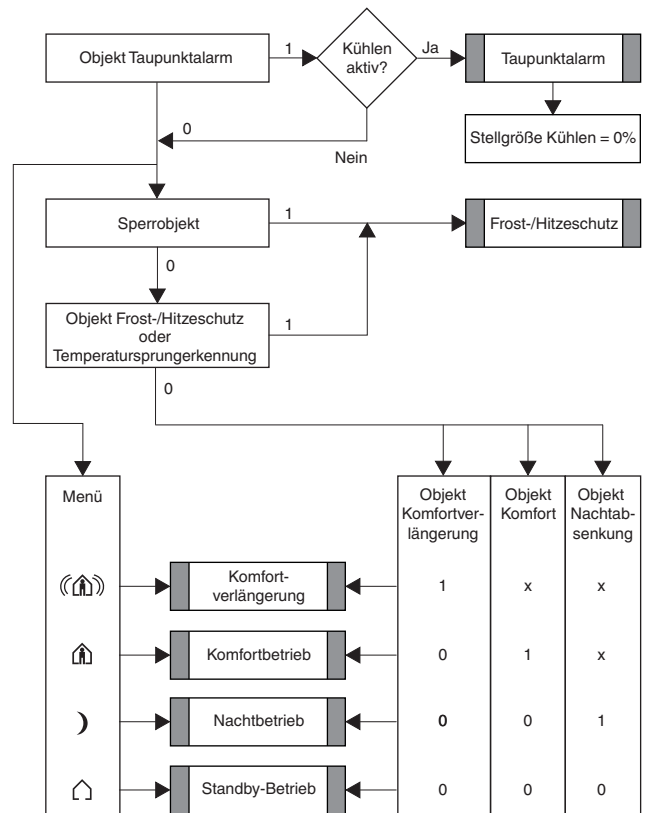 Objekt Taupunktalarm
1
Kühlen
aktiv?
Ja
Taupunktalarm
0
Nein
Stellgröße Kühlen = 0%
Sperrobjekt
1
Frost-/Hitzeschutz
0
Objekt Frost-/Hitzeschutz
oder
Temperatursprungerkennung
1
0
Menü
Objekt
Komfortver-
längerung
Objekt
Komfort
Objekt
Nachtab-
senkung
Komfort-
verlängerung
1 x x
Komfortbetrieb
0 1 x
Nachtbetrieb
0 0 1
Standby-Betrieb
0 0 0